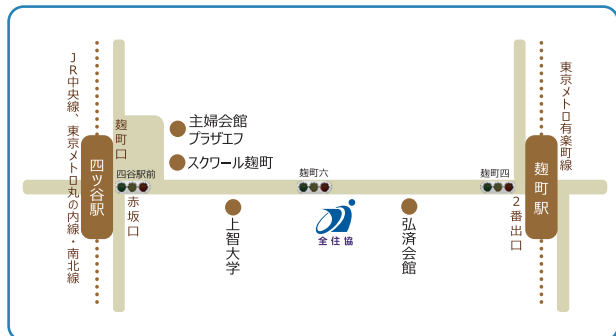 JR中央線、東京メトロ丸の内線・南北線
四ツ谷駅
麹町口
四谷駅前
赤坂口
主婦会館
プラザエフ
スクワール麹町
上智大学
麹町六
全住協
弘済会館
麹町四
2番出口
麹町駅
東京メトロ有楽町線